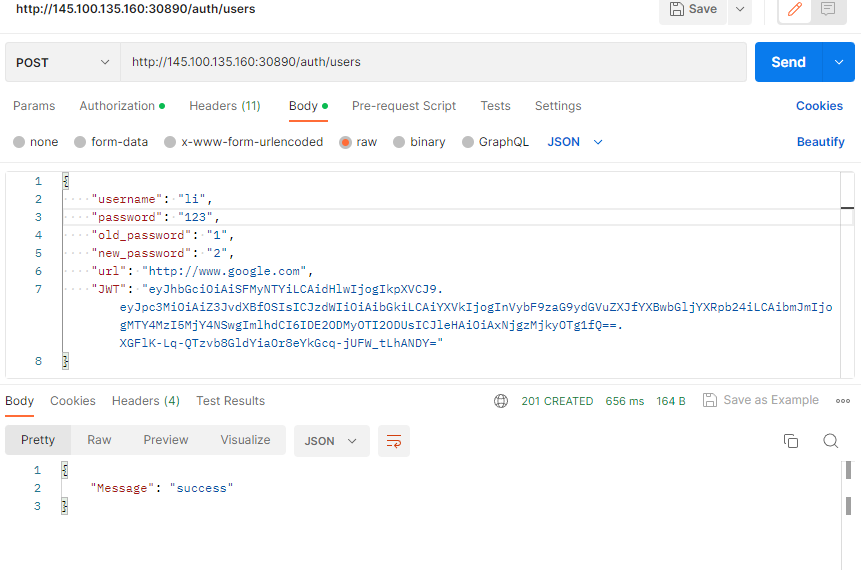 http://145.100.135.160:30890/auth/users
Save
POST http://145.100.135.160:30890/auth/users Send
Params Authorization Headers (11) Body Pre-request Script Tests Settings Cookies
none form-data x-www-form-urlencoded raw binary GraphQL JSON Beautify
1 {
2 "username": "li",
3 "password": "123",
4 "old_password": "1",
5 "new_password": "2",
6 "url": "http://www.google.com",
7 "JWT": "eyJhbGciOiAiSFMyNTYiLCAidHlwIjogIkpXVCJ9.
eyJpc3MiOiAiZ3JvdXBfOSIsICJzdWIiOiAibGkiLCAiYXVkIjogInVybF9zaG9ydGVuZXJfYXBwbGljYXRpb24iLCAibmJmIjo
gMTY4MzI5MjY4NSwgImlhdCI6IDE2ODMyOTI2ODUsICJleHAiOiAxNjgzMjkyOTg1fQ==.
XGFlK-Lq-QTzvb8GldYiaOr8eYkGcq-jUFW_tLhANDY="
8 }
Body Cookies Headers (4) Test Results 201 CREATED 656 ms 164 B Save as Example
Pretty Raw Preview Visualize JSON
1 {
2 "Message": "success"
3 }